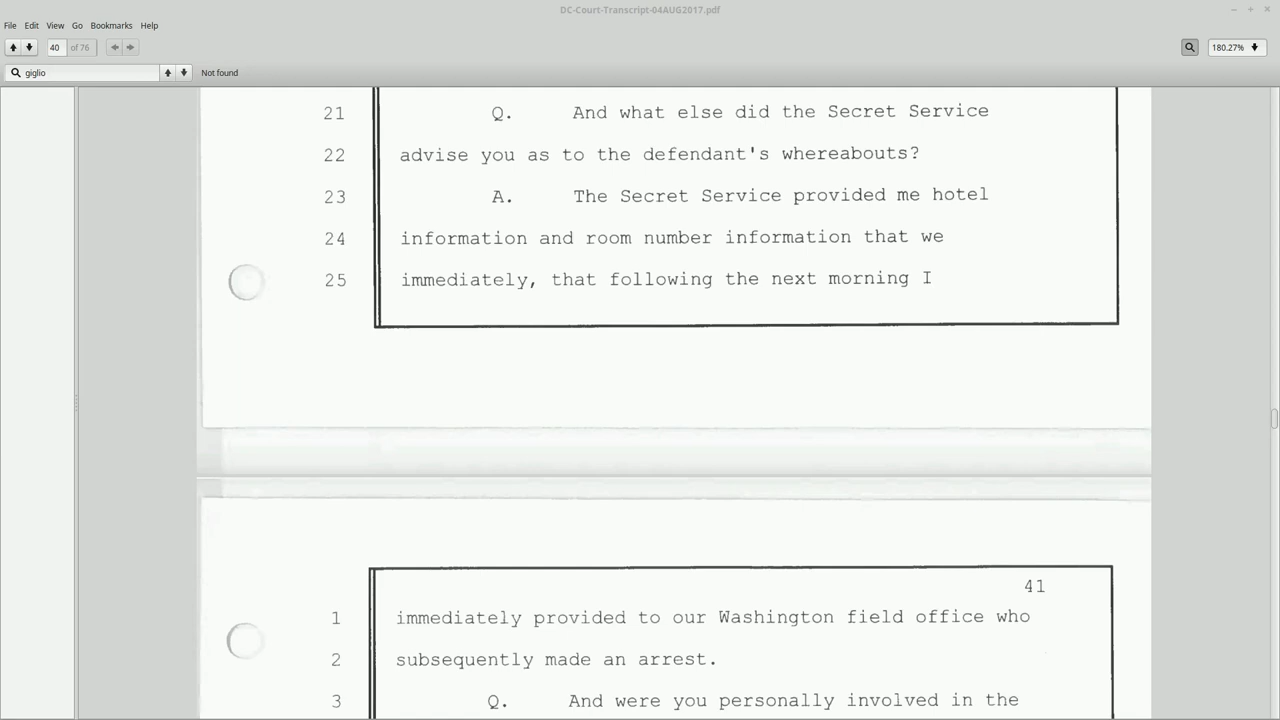 DC-Court-Transcript-04AUG2017.pdf
File Edit View Go Bookmarks Help
40 of 76
180.27%
giglio
Not found
21 Q. And what else did the Secret Service
22 advise you as to the defendant's whereabouts?
23 A. The Secret Service provided me hotel
24 information and room number information that we
25 immediately, that following the next morning I
41
1 immediately provided to our Washington field office who
2 subsequently made an arrest.
3 Q. And were you personally involved in the